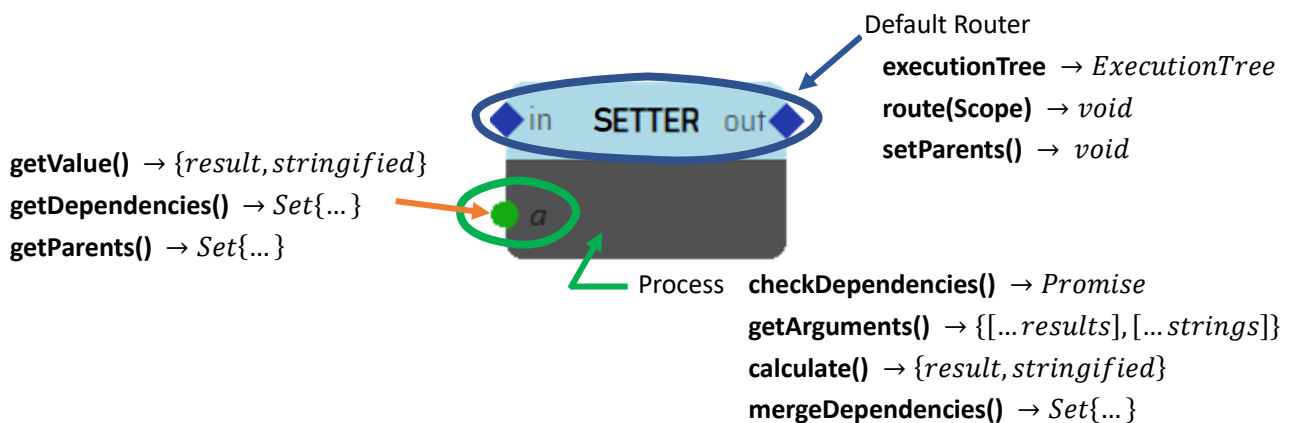 Default Router
executionTree → ExecutionTree
route(Scope) → void
setParents() → void
in SETTER out
getValue() → {result, stringified}
getDependencies() → Set{…}
getParents() → Set{…}
a
Process
checkDependencies() → Promise
getArguments() → {[… results], [… strings]}
calculate() → {result, stringified}
mergeDependencies() → Set{…}